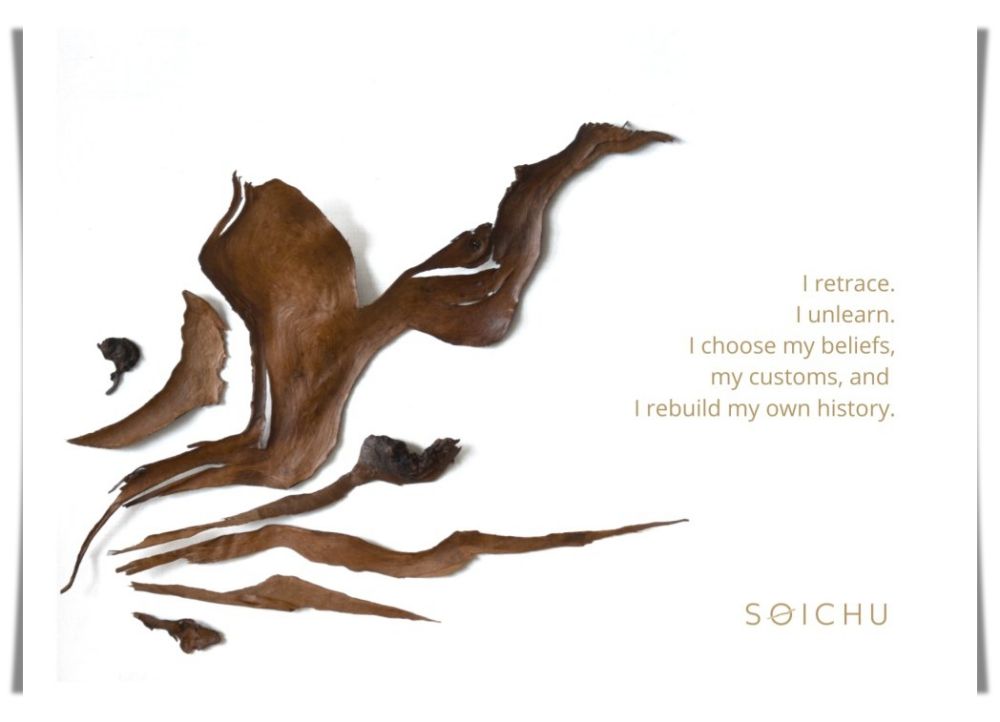 I retrace.
I unlearn.
I choose my beliefs,
my customs, and
I rebuild my own history.
SOICHU